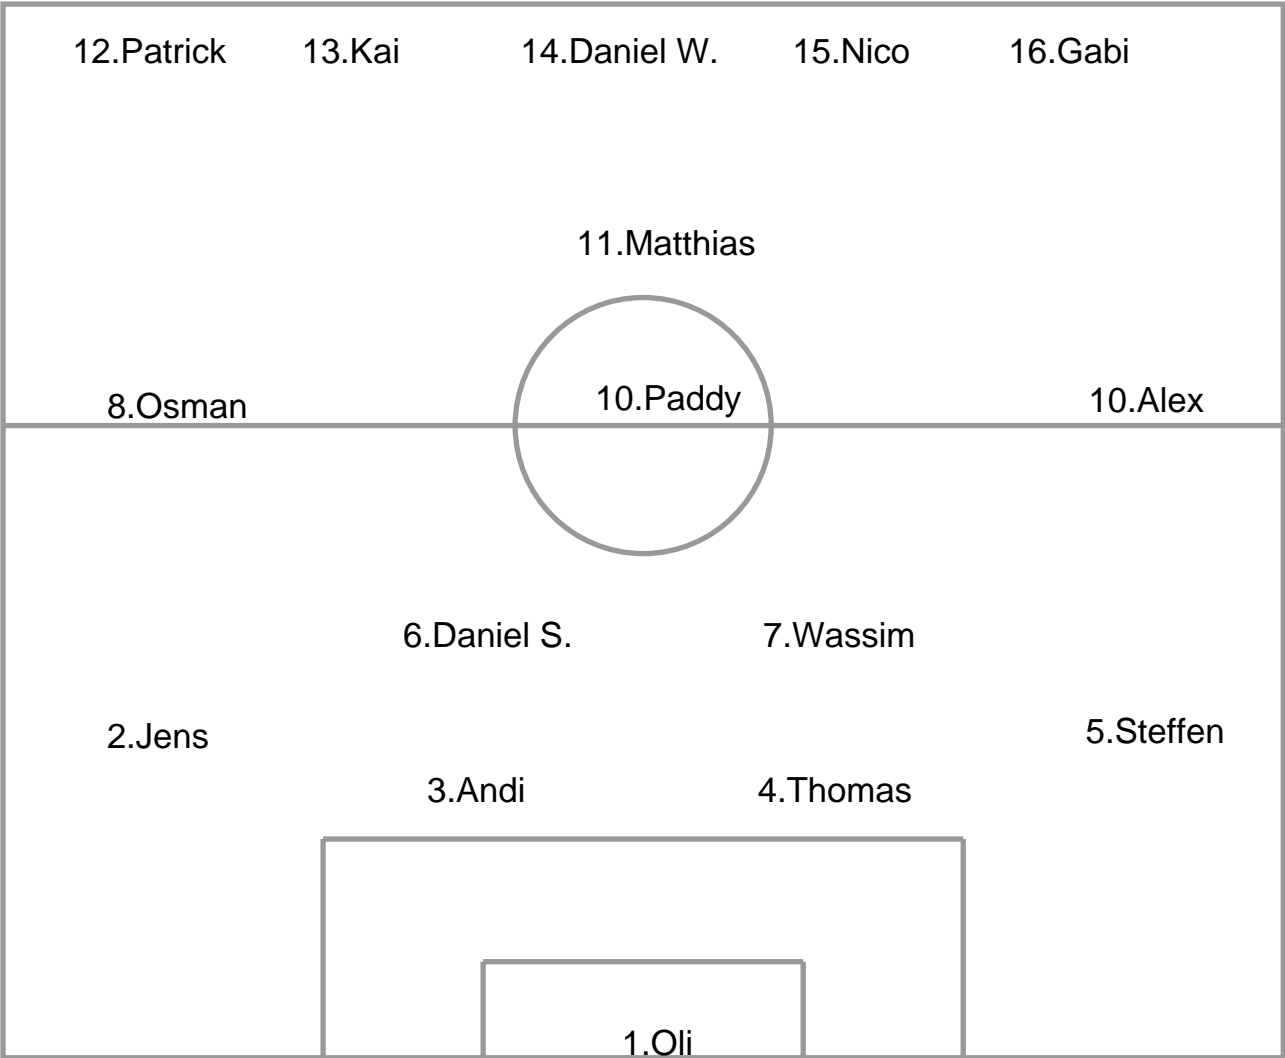 12.Patrick 13.Kai 14.Daniel W. 15.Nico 16.Gabi
11.Matthias
8.Osman 10.Paddy 10.Alex
6.Daniel S. 7.Wassim
2.Jens 5.Steffen
3.Andi 4.Thomas
1.Oli